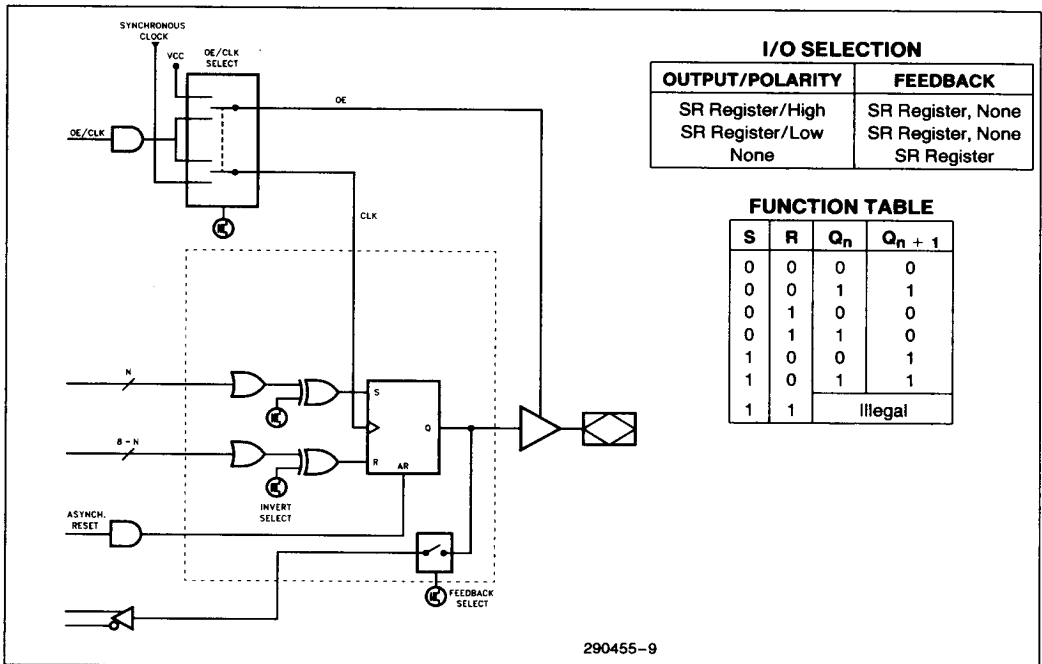 SYNCHRONOUS
CLOCK
VCC
OE/CLK
SELECT
OE
OE/CLK
CLK
N
S
Q
8 - N
R
AR
INVERT
SELECT
ASYNCH.
RESET
FEEDBACK
SELECT
I/O SELECTION
OUTPUT/POLARITY FEEDBACK
SR Register/High SR Register, None
SR Register/Low SR Register, None
None SR Register
FUNCTION TABLE
S R Qn Qn + 1
0 0 0 0
0 0 1 1
0 1 0 0
0 1 1 0
1 0 0 1
1 0 1 1
1 1 Illegal
290455-9